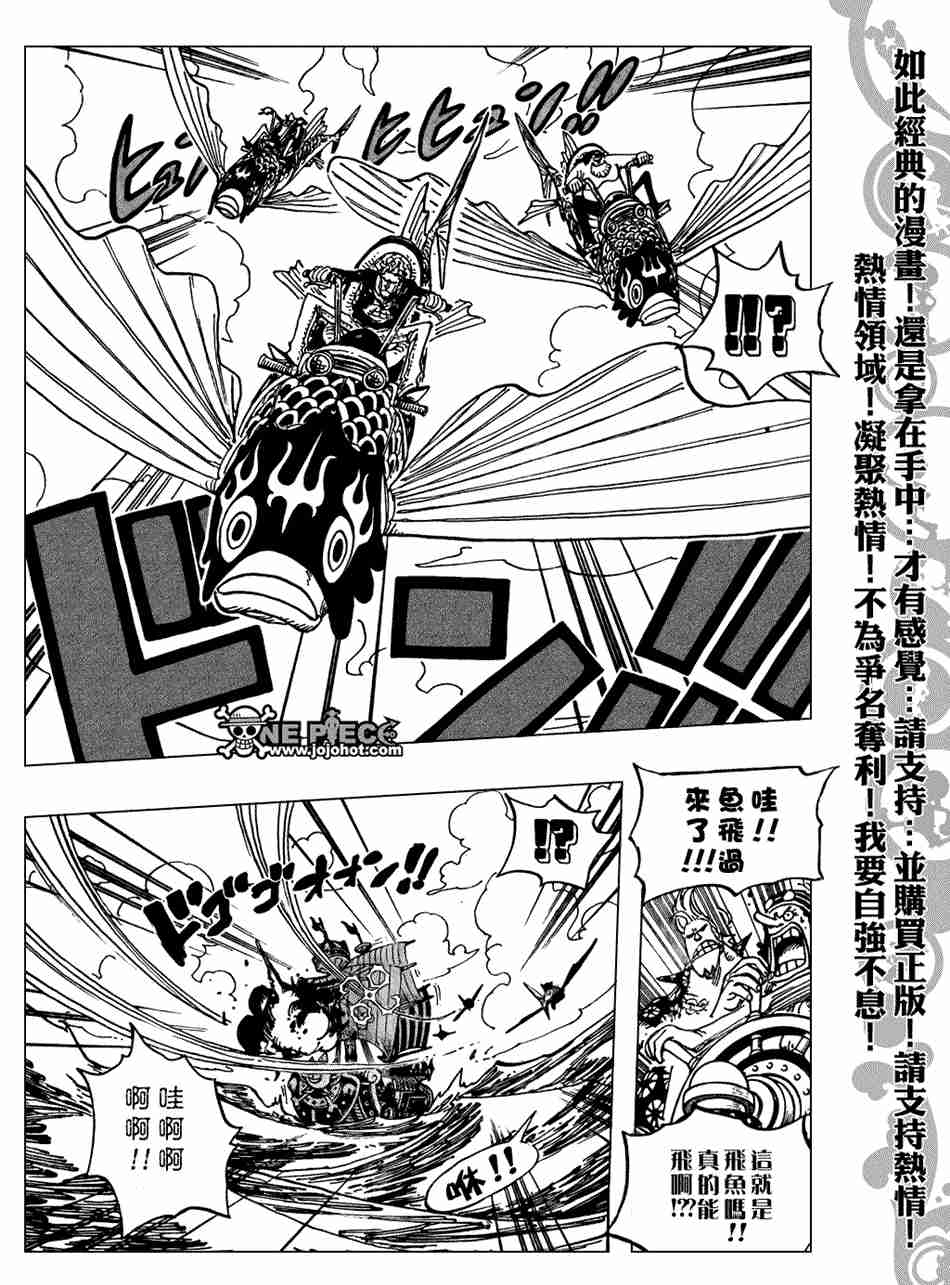 如此經典的漫畫！還是拿在手中…才有感覺…請支持…並購買正版！！請支持熱情！
熱情領域！凝聚熱情！不為爭名奪利！我要自強不息！
ヒュンヒヒュン!!
!!?
ドン!!!
ONE PIECE
www.jojohot.com
哇!!
魚飛過
來了!!!
這就是
飛魚嗎!!
真的能
飛啊!??
!?
ドゴゴゴオオン!!
哇啊啊
啊啊啊!!
咻!!